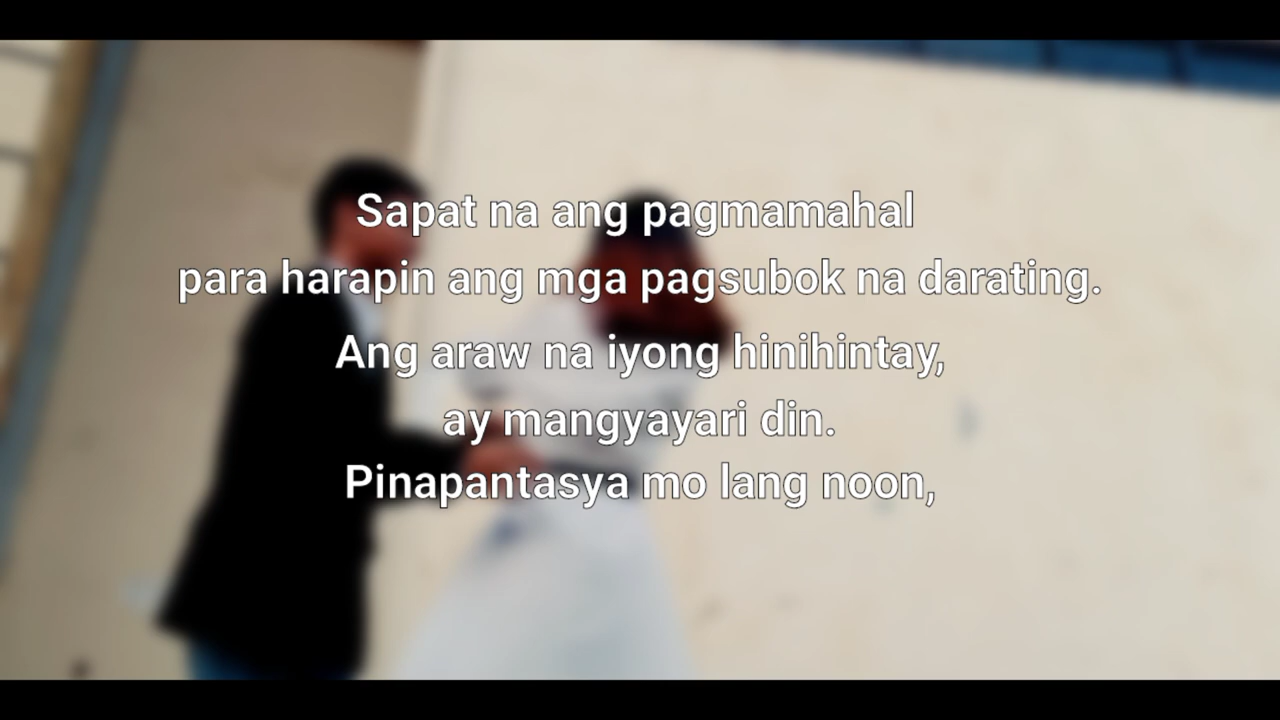 Sapat na ang pagmamahal
para harapin ang mga pagsubok na darating.
Ang araw na iyong hinihintay,
ay mangyayari din.
Pinapantasya mo lang noon,